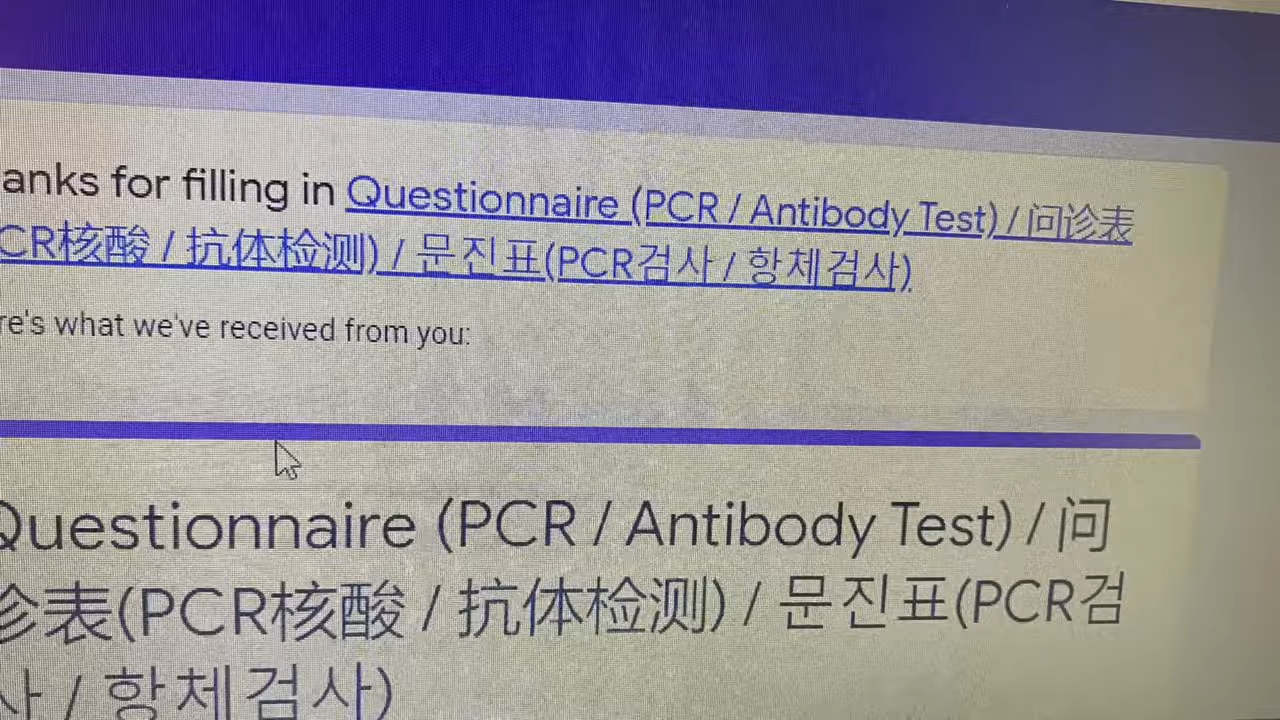 anks for filling in Questionnaire (PCR / Antibody Test) / 问诊表
CR核酸 / 抗体检测) / 문진표(PCR검사 / 항체검사).
re's what we've received from you:
Questionnaire (PCR / Antibody Test) / 问
诊表(PCR核酸 / 抗体检测) / 문진표(PCR검
사 / 항체검사)